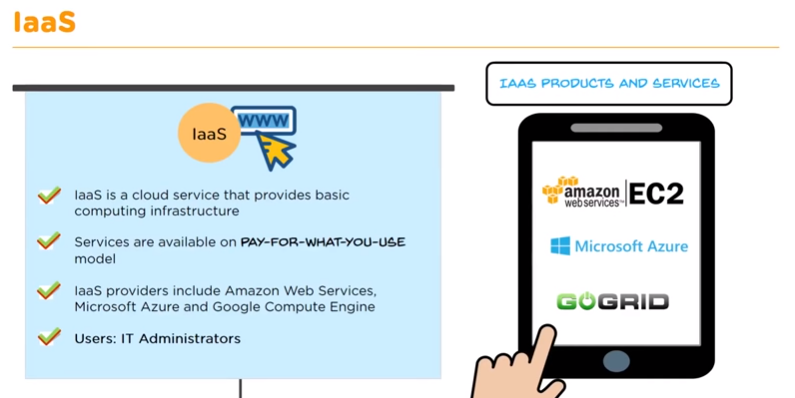 IaaS
IaaS
WWW
IaaS is a cloud service that provides basic
computing infrastructure
Services are available on PAY-FOR-WHAT-YOU-USE
model
IaaS providers include Amazon Web Services,
Microsoft Azure and Google Compute Engine
Users: IT Administrators
IAAS PRODUCTS AND SERVICES
amazon
webservices™ EC2
Microsoft Azure
GOGRID